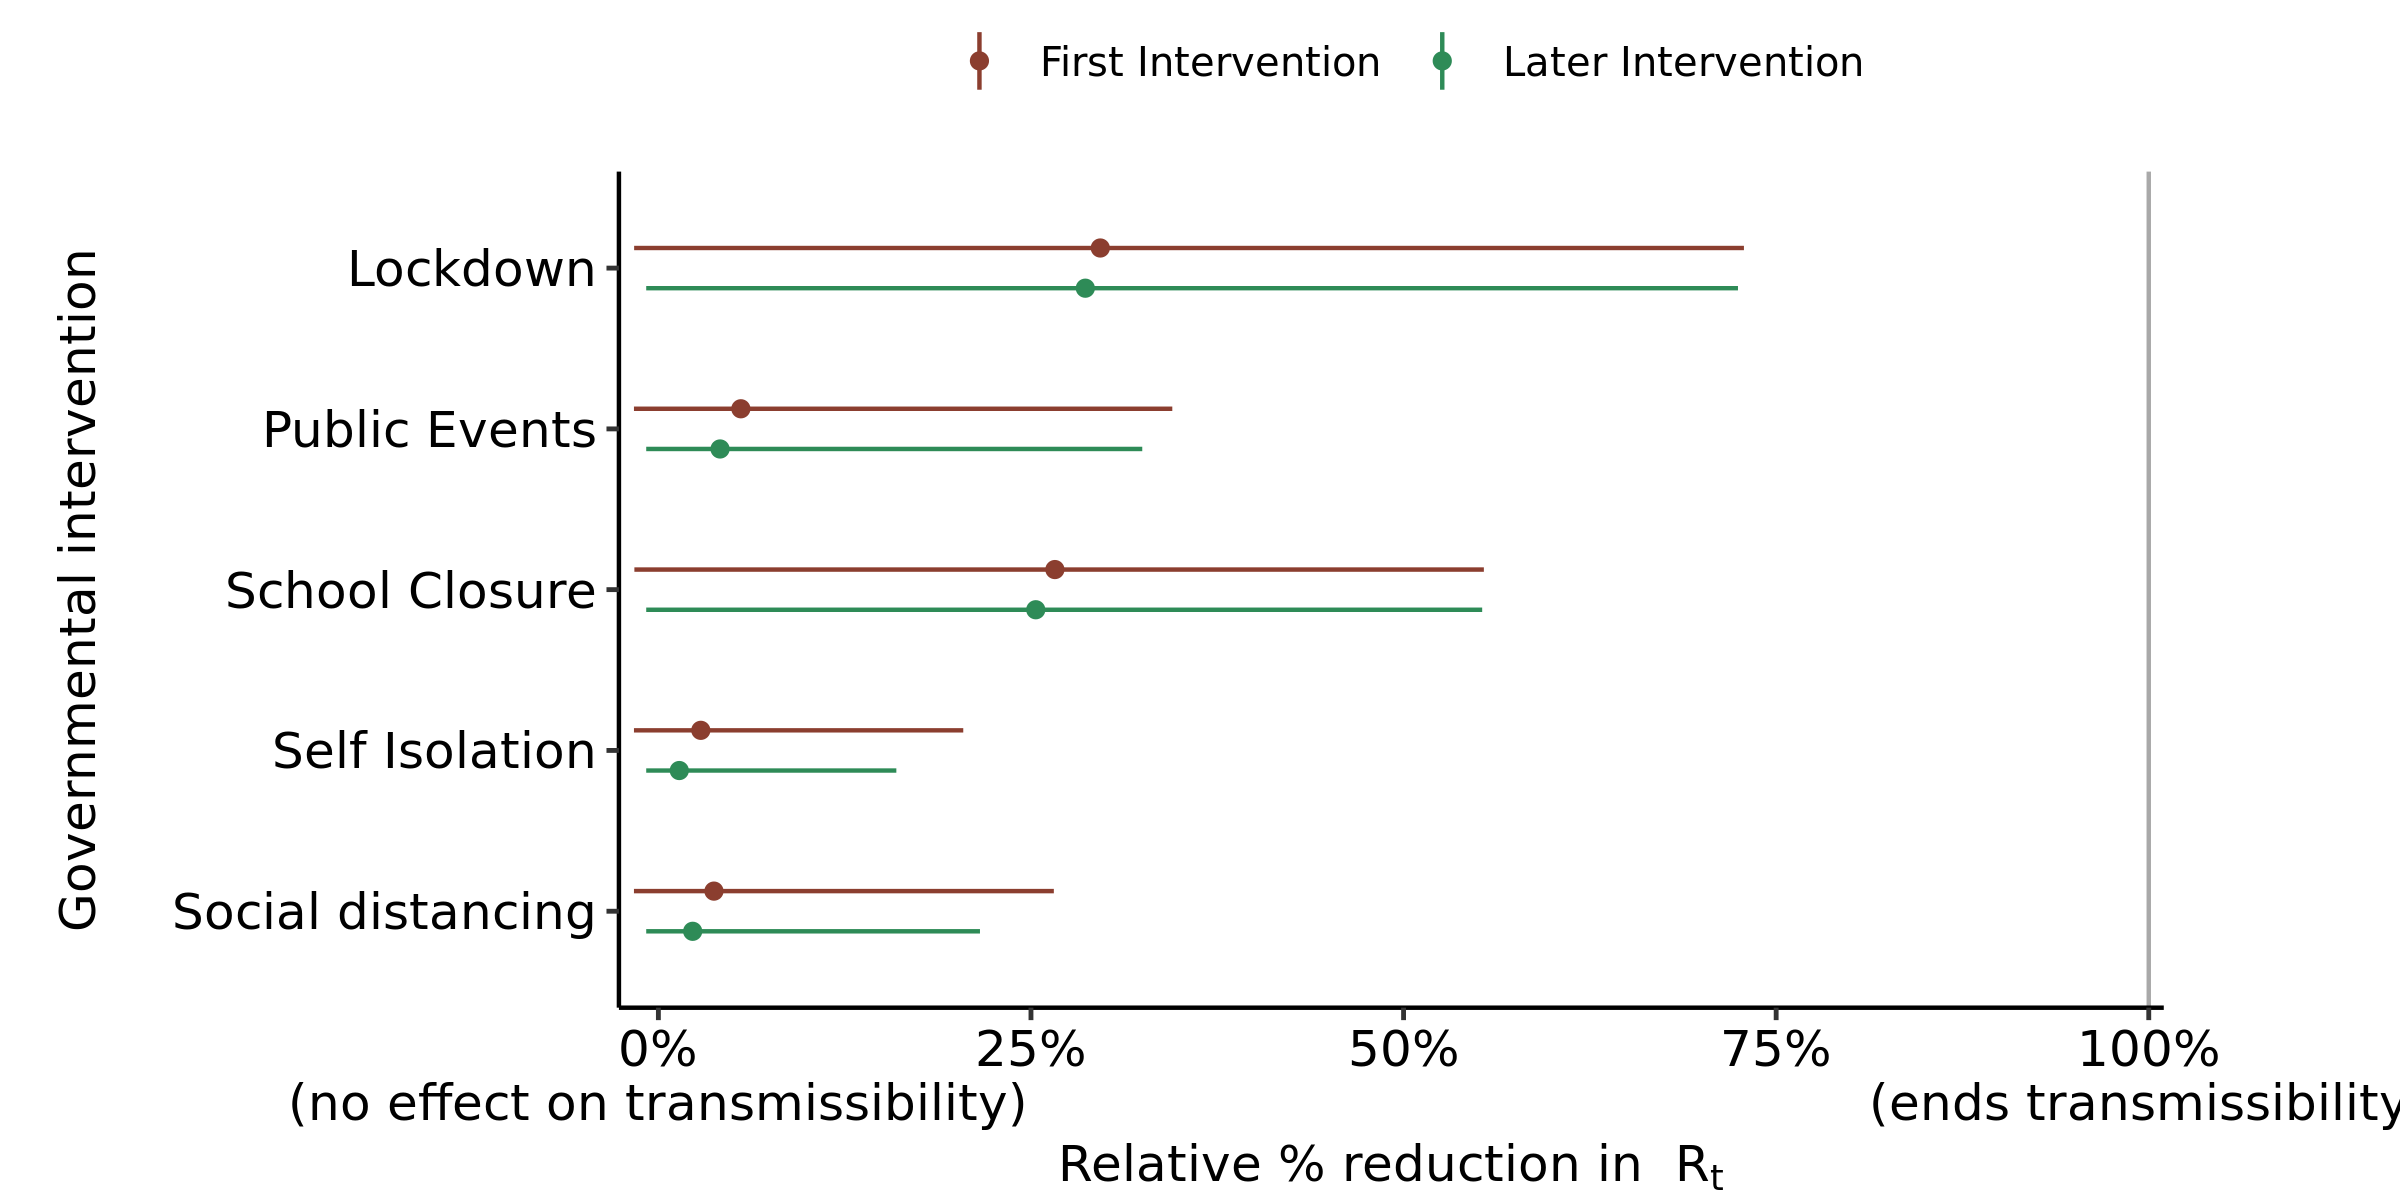 First Intervention
Later Intervention
Governmental intervention
Lockdown
Public Events
School Closure
Self Isolation
Social distancing
0%
25%
50%
75%
100%
(no effect on transmissibility)
(ends transmissibility
Relative % reduction in Rt